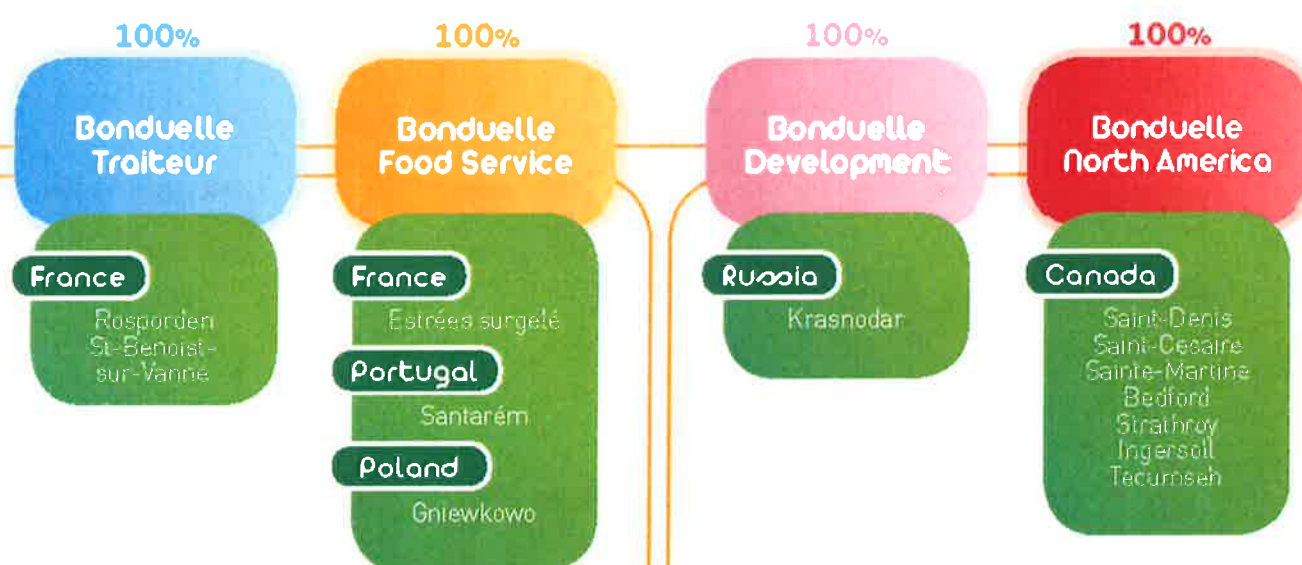 100%
Bonduelle
Traiteur
France
Rosporden
St-Benoist-
sur-Vanne
100%
Bonduelle
Food Service
France
Estrées surgelé
Portugal
Santarém
Poland
Gniewkowo
100%
Bonduelle
Development
Russia
Krasnodar
100%
Bonduelle
North America
Canada
Saint-Denis
Saint-Césaire
Sainte-Martine
Bedford
Strathroy
Ingersoll
Tecumseh